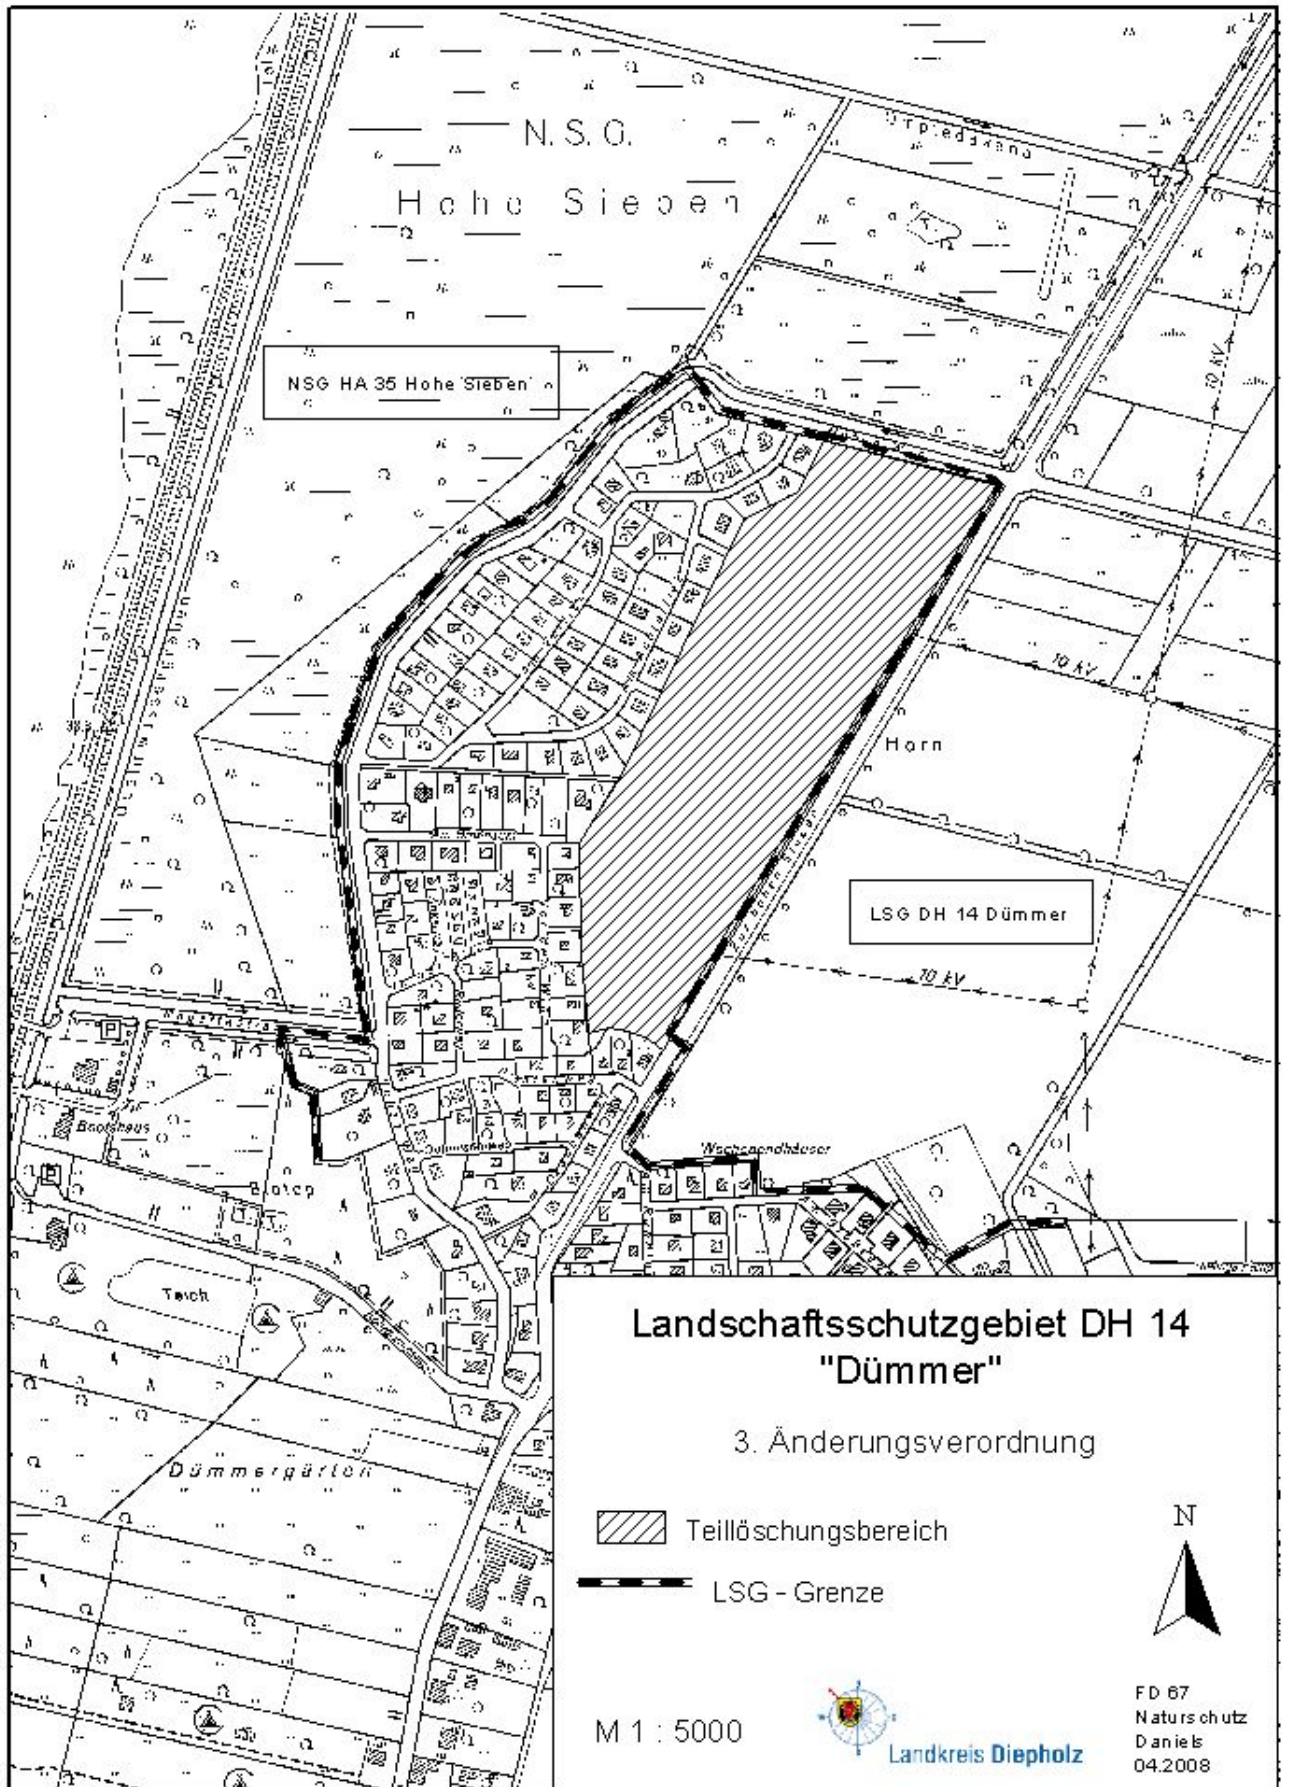 N. S. G.
Hohe Sieben
NSG HA 35 Hohe Sieben
10 kV
10 kV
Horn
LSG DH 14 Dümmer
10 kV
P
Bootshaus
Wochenendhäuser
P
Biotop
Teich
Dümmergärten
Landschaftsschutzgebiet DH 14
"Dümmer"
3. Änderungsverordnung
Teillöschungsbereich
LSG - Grenze
N
M 1 : 5000
Landkreis Diepholz
FD 67
Naturschutz
Daniels
04.2008